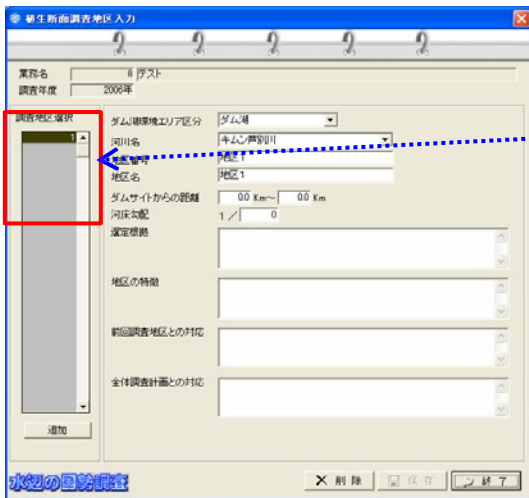 植生断面調査地区入力
業務名 8 テスト
調査年度 2006年
調査地区選択
1
追加
ダム湖環境エリア区分 ダム湖
河川名 キムン芦別川
地区番号 地区1
地区名 地区1
ダムサイトからの距離 0.0 Km～ 0.0 Km
河床勾配 1／ 0
選定根拠
地区の特徴
前回調査地区との対応
全体調査計画との対応
水辺の国勢調査
削除 保存 終了